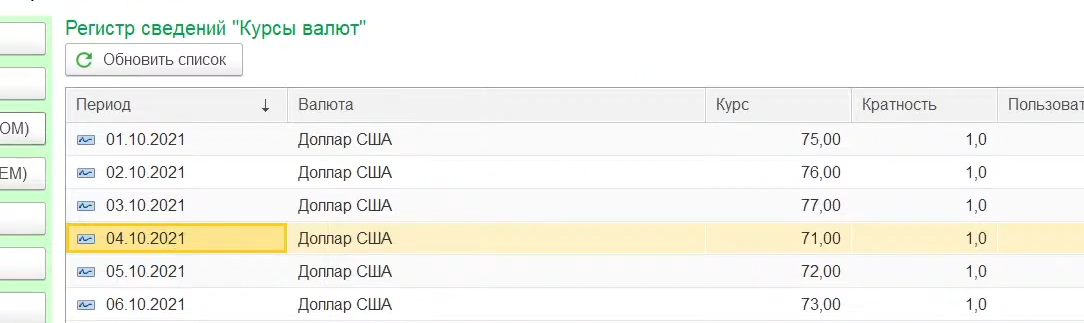 Регистр сведений "Курсы валют"
Обновить список
Период ↓ Валюта Курс Кратность Пользоват
ОМ)
01.10.2021 Доллар США 75,00 1,0
02.10.2021 Доллар США 76,00 1,0
ЕМ)
03.10.2021 Доллар США 77,00 1,0
04.10.2021 Доллар США 71,00 1,0
05.10.2021 Доллар США 72,00 1,0
06.10.2021 Доллар США 73,00 1,0